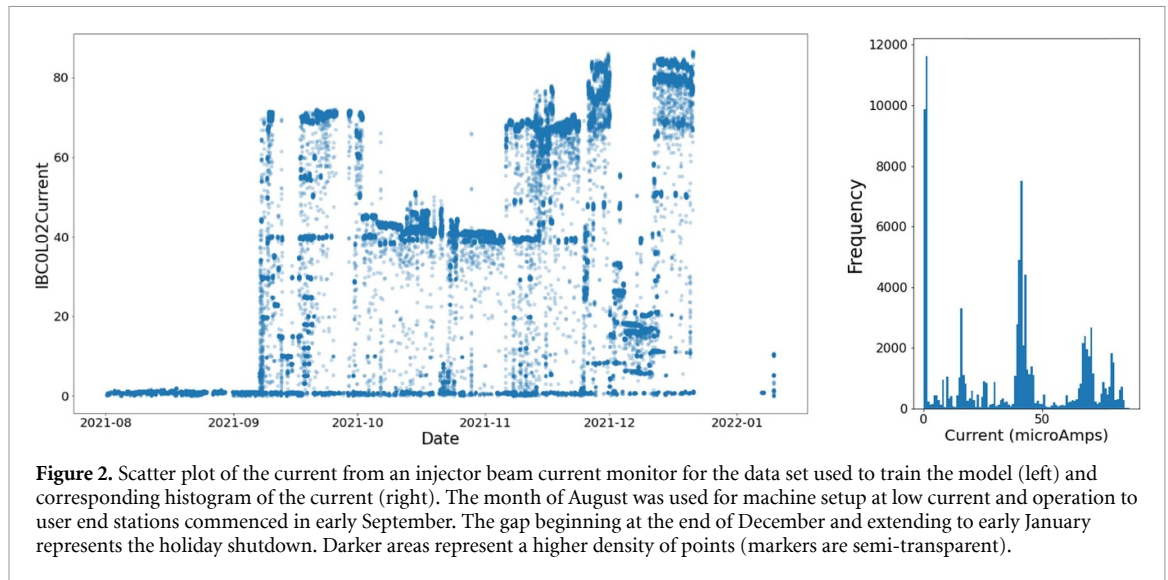 IBC0L02Current
80
60
40
20
0
2021-08
2021-09
2021-10
2021-11
2021-12
2022-01
Date
Frequency
12000
10000
8000
6000
4000
2000
0
0
50
Current (microAmps)
Figure 2. Scatter plot of the current from an injector beam current monitor for the data set used to train the model (left) and
corresponding histogram of the current (right). The month of August was used for machine setup at low current and operation to
user end stations commenced in early September. The gap beginning at the end of December and extending to early January
represents the holiday shutdown. Darker areas represent a higher density of points (markers are semi-transparent).